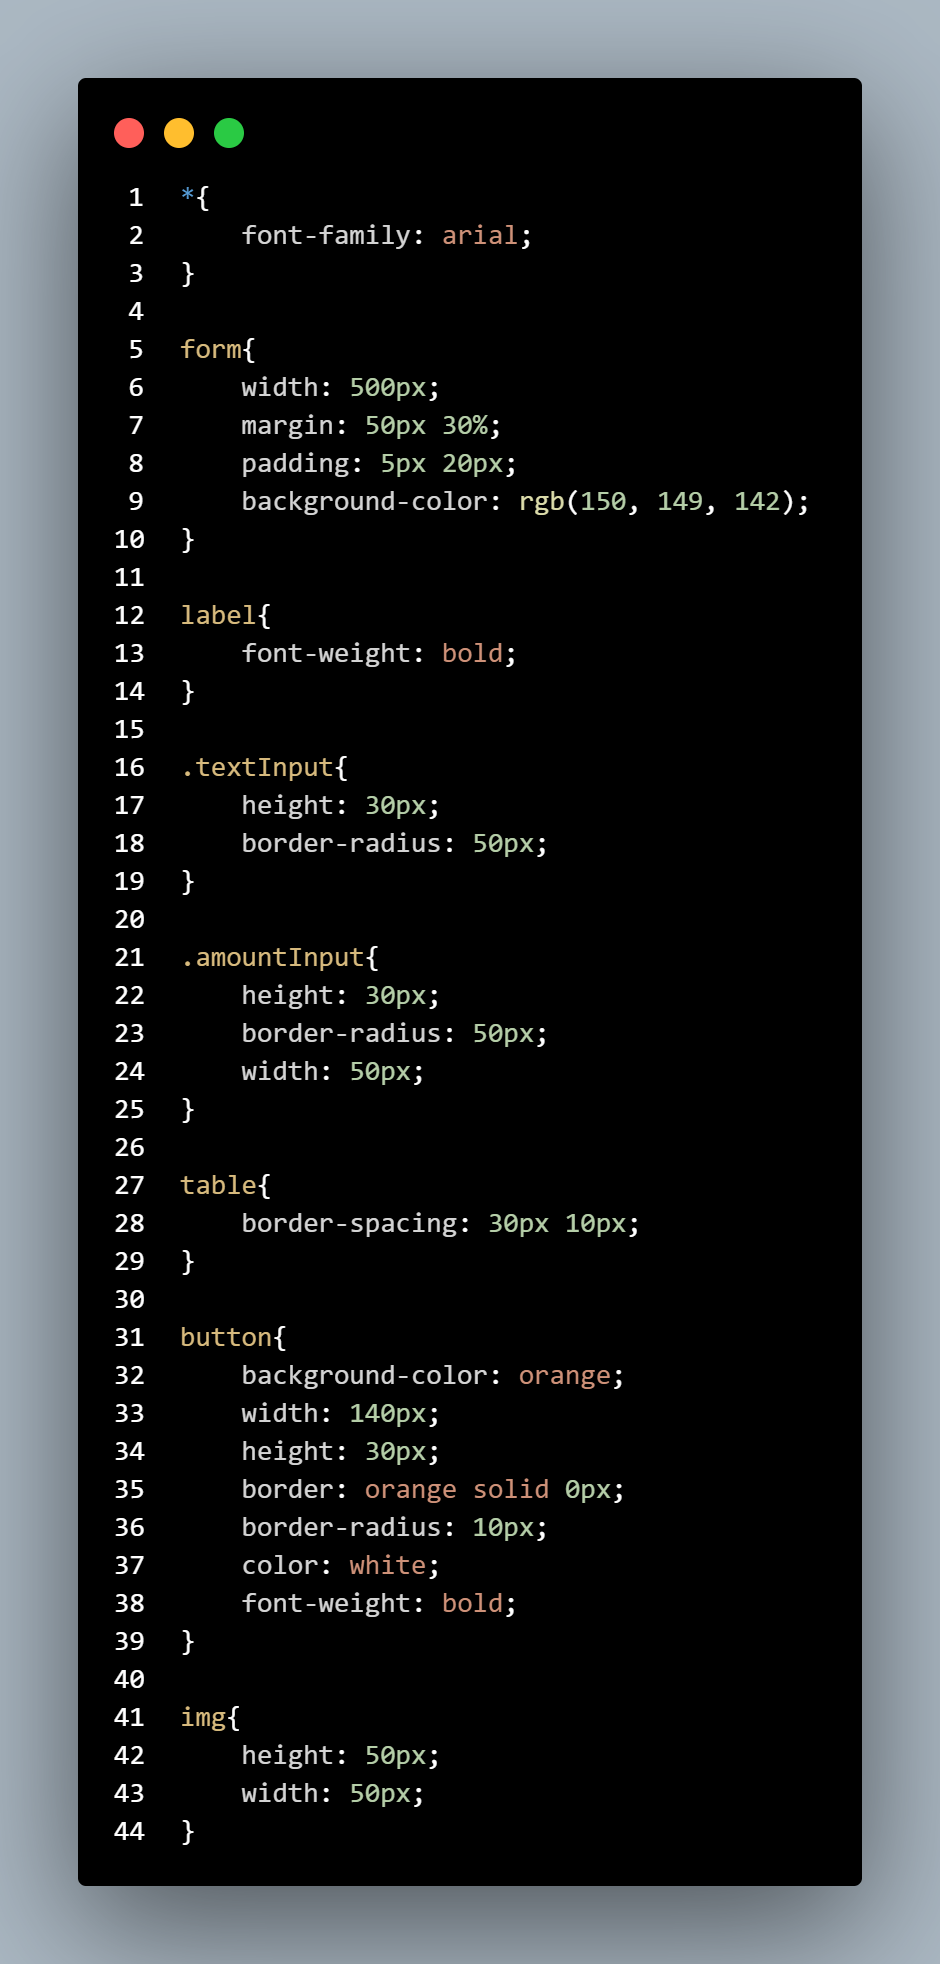 1 *{
2     font-family: arial;
3 }
4
5 form{
6     width: 500px;
7     margin: 50px 30%;
8     padding: 5px 20px;
9     background-color: rgb(150, 149, 142);
10 }
11
12 label{
13     font-weight: bold;
14 }
15
16 .textInput{
17     height: 30px;
18     border-radius: 50px;
19 }
20
21 .amountInput{
22     height: 30px;
23     border-radius: 50px;
24     width: 50px;
25 }
26
27 table{
28     border-spacing: 30px 10px;
29 }
30
31 button{
32     background-color: orange;
33     width: 140px;
34     height: 30px;
35     border: orange solid 0px;
36     border-radius: 10px;
37     color: white;
38     font-weight: bold;
39 }
40
41 img{
42     height: 50px;
43     width: 50px;
44 }